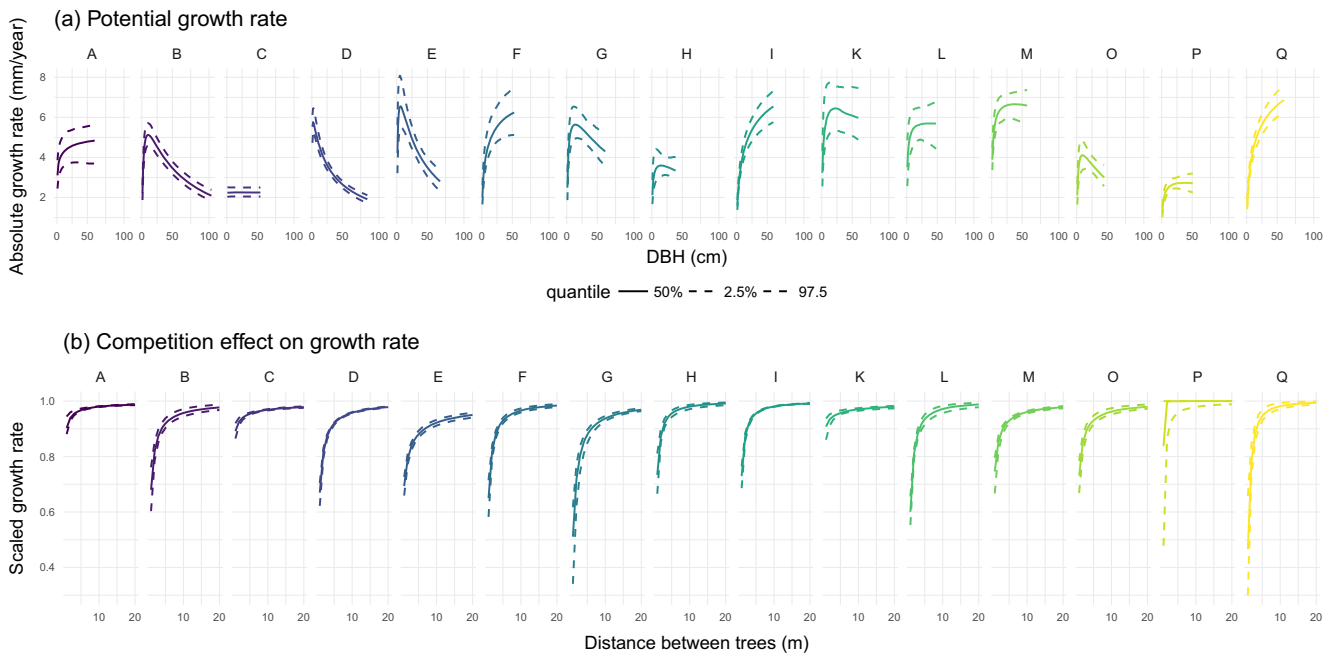 (a) Potential growth rate
A B C D E F G H I K L M O P Q
Absolute growth rate (mm/year)
8
6
4
2
0 50 100 0 50 100 0 50 100 0 50 100 0 50 100 0 50 100 0 50 100 0 50 100 0 50 100 0 50 100 0 50 100 0 50 100 0 50 100 0 50 100 0 50 100
DBH (cm)
quantile 50% 2.5% 97.5
(b) Competition effect on growth rate
A B C D E F G H I K L M O P Q
Scaled growth rate
1.0
0.8
0.6
0.4
10 20 10 20 10 20 10 20 10 20 10 20 10 20 10 20 10 20 10 20 10 20 10 20 10 20 10 20 10 20
Distance between trees (m)